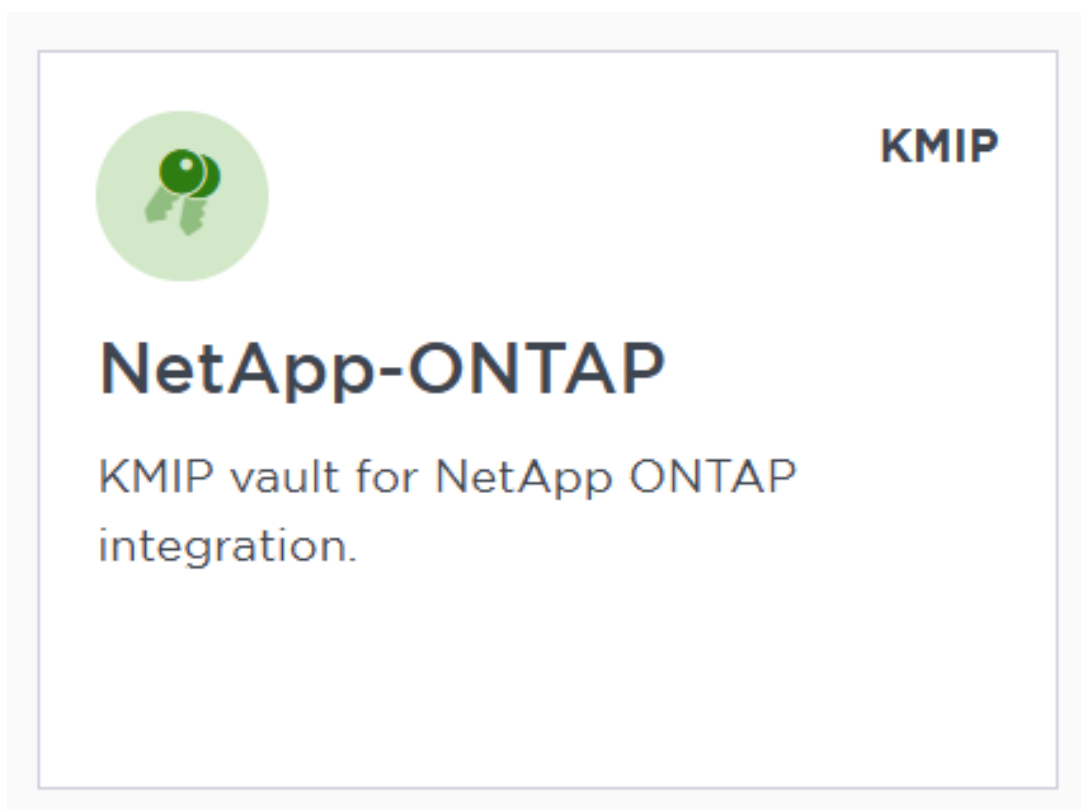 KMIP
NetApp-ONTAP
KMIP vault for NetApp ONTAP
integration.